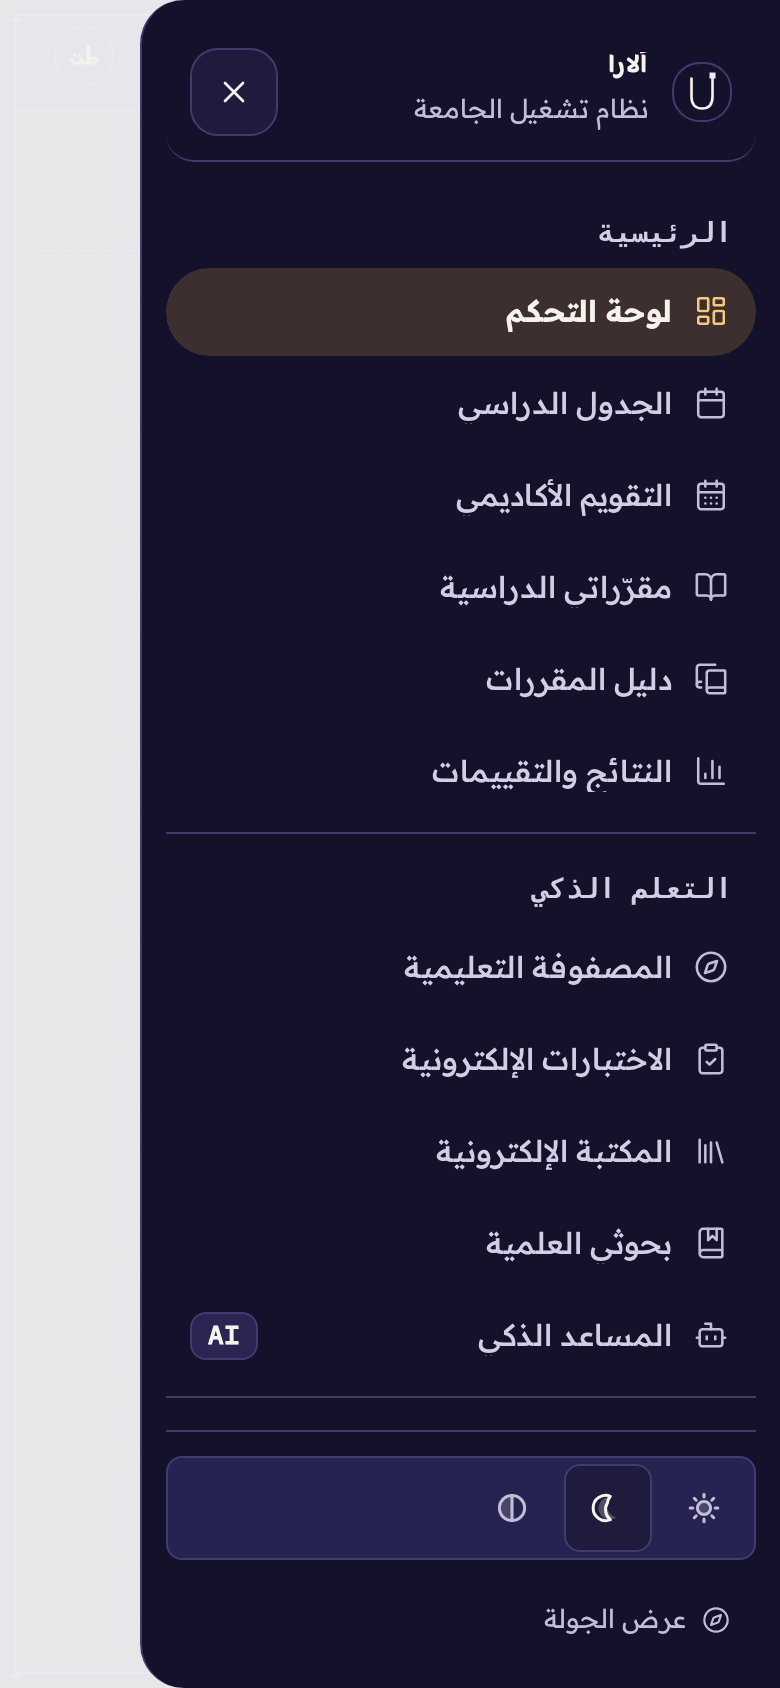 آلارا
نظام تشغيل الجامعة
الرئيسية
لوحة التحكم
الجدول الدراسي
التقويم الأكاديمي
مقرّراتي الدراسية
دليل المقررات
النتائج والتقييمات
التعلم الذكي
المصفوفة التعليمية
الاختبارات الإلكترونية
المكتبة الإلكترونية
بحوثي العلمية
المساعد الذكي AI
عرض الجولة